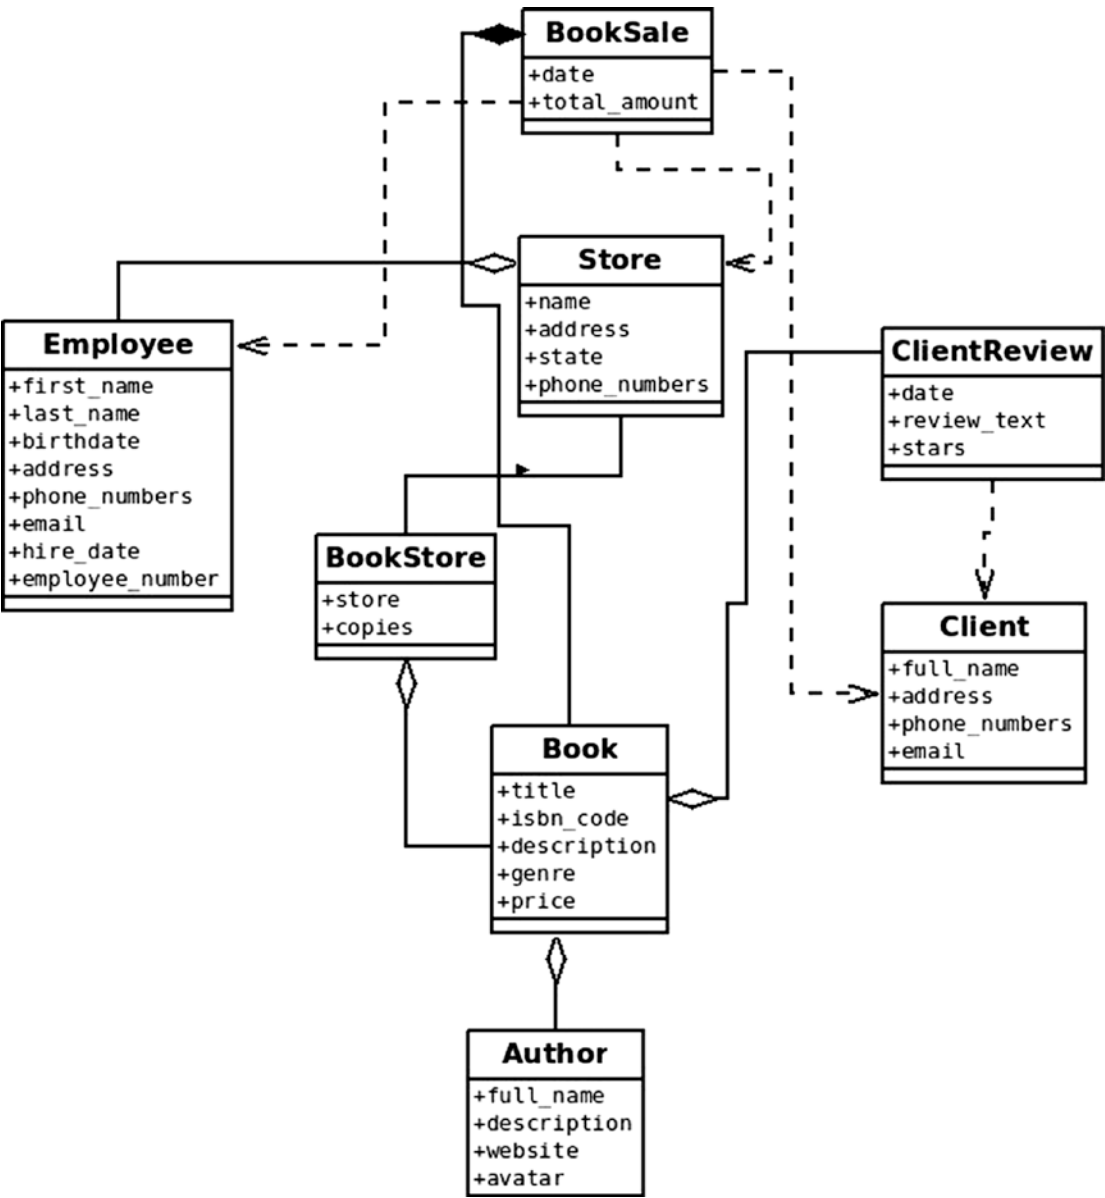 BookSale
+date
+total_amount
Store
+name
+address
+state
+phone_numbers
Employee
+first_name
+last_name
+birthdate
+address
+phone_numbers
+email
+hire_date
+employee_number
ClientReview
+date
+review_text
+stars
BookStore
+store
+copies
Client
+full_name
+address
+phone_numbers
+email
Book
+title
+isbn_code
+description
+genre
+price
Author
+full_name
+description
+website
+avatar